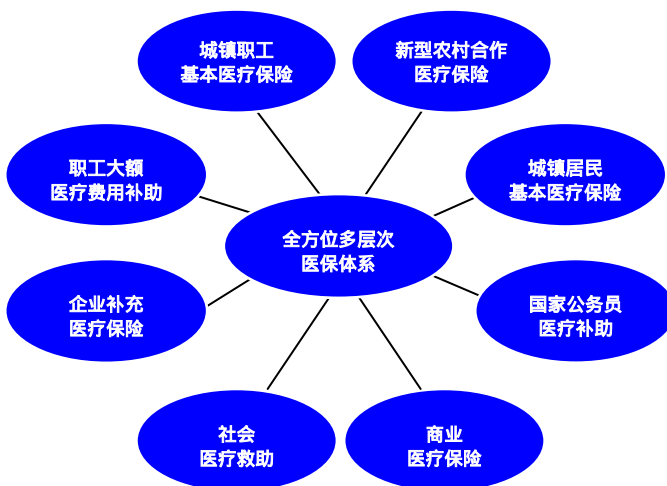 城镇职工
基本医疗保险
新型农村合作
医疗保险
职工大额
医疗费用补助
城镇居民
基本医疗保险
全方位多层次
医保体系
企业补充
医疗保险
国家公务员
医疗补助
社会
医疗救助
商业
医疗保险